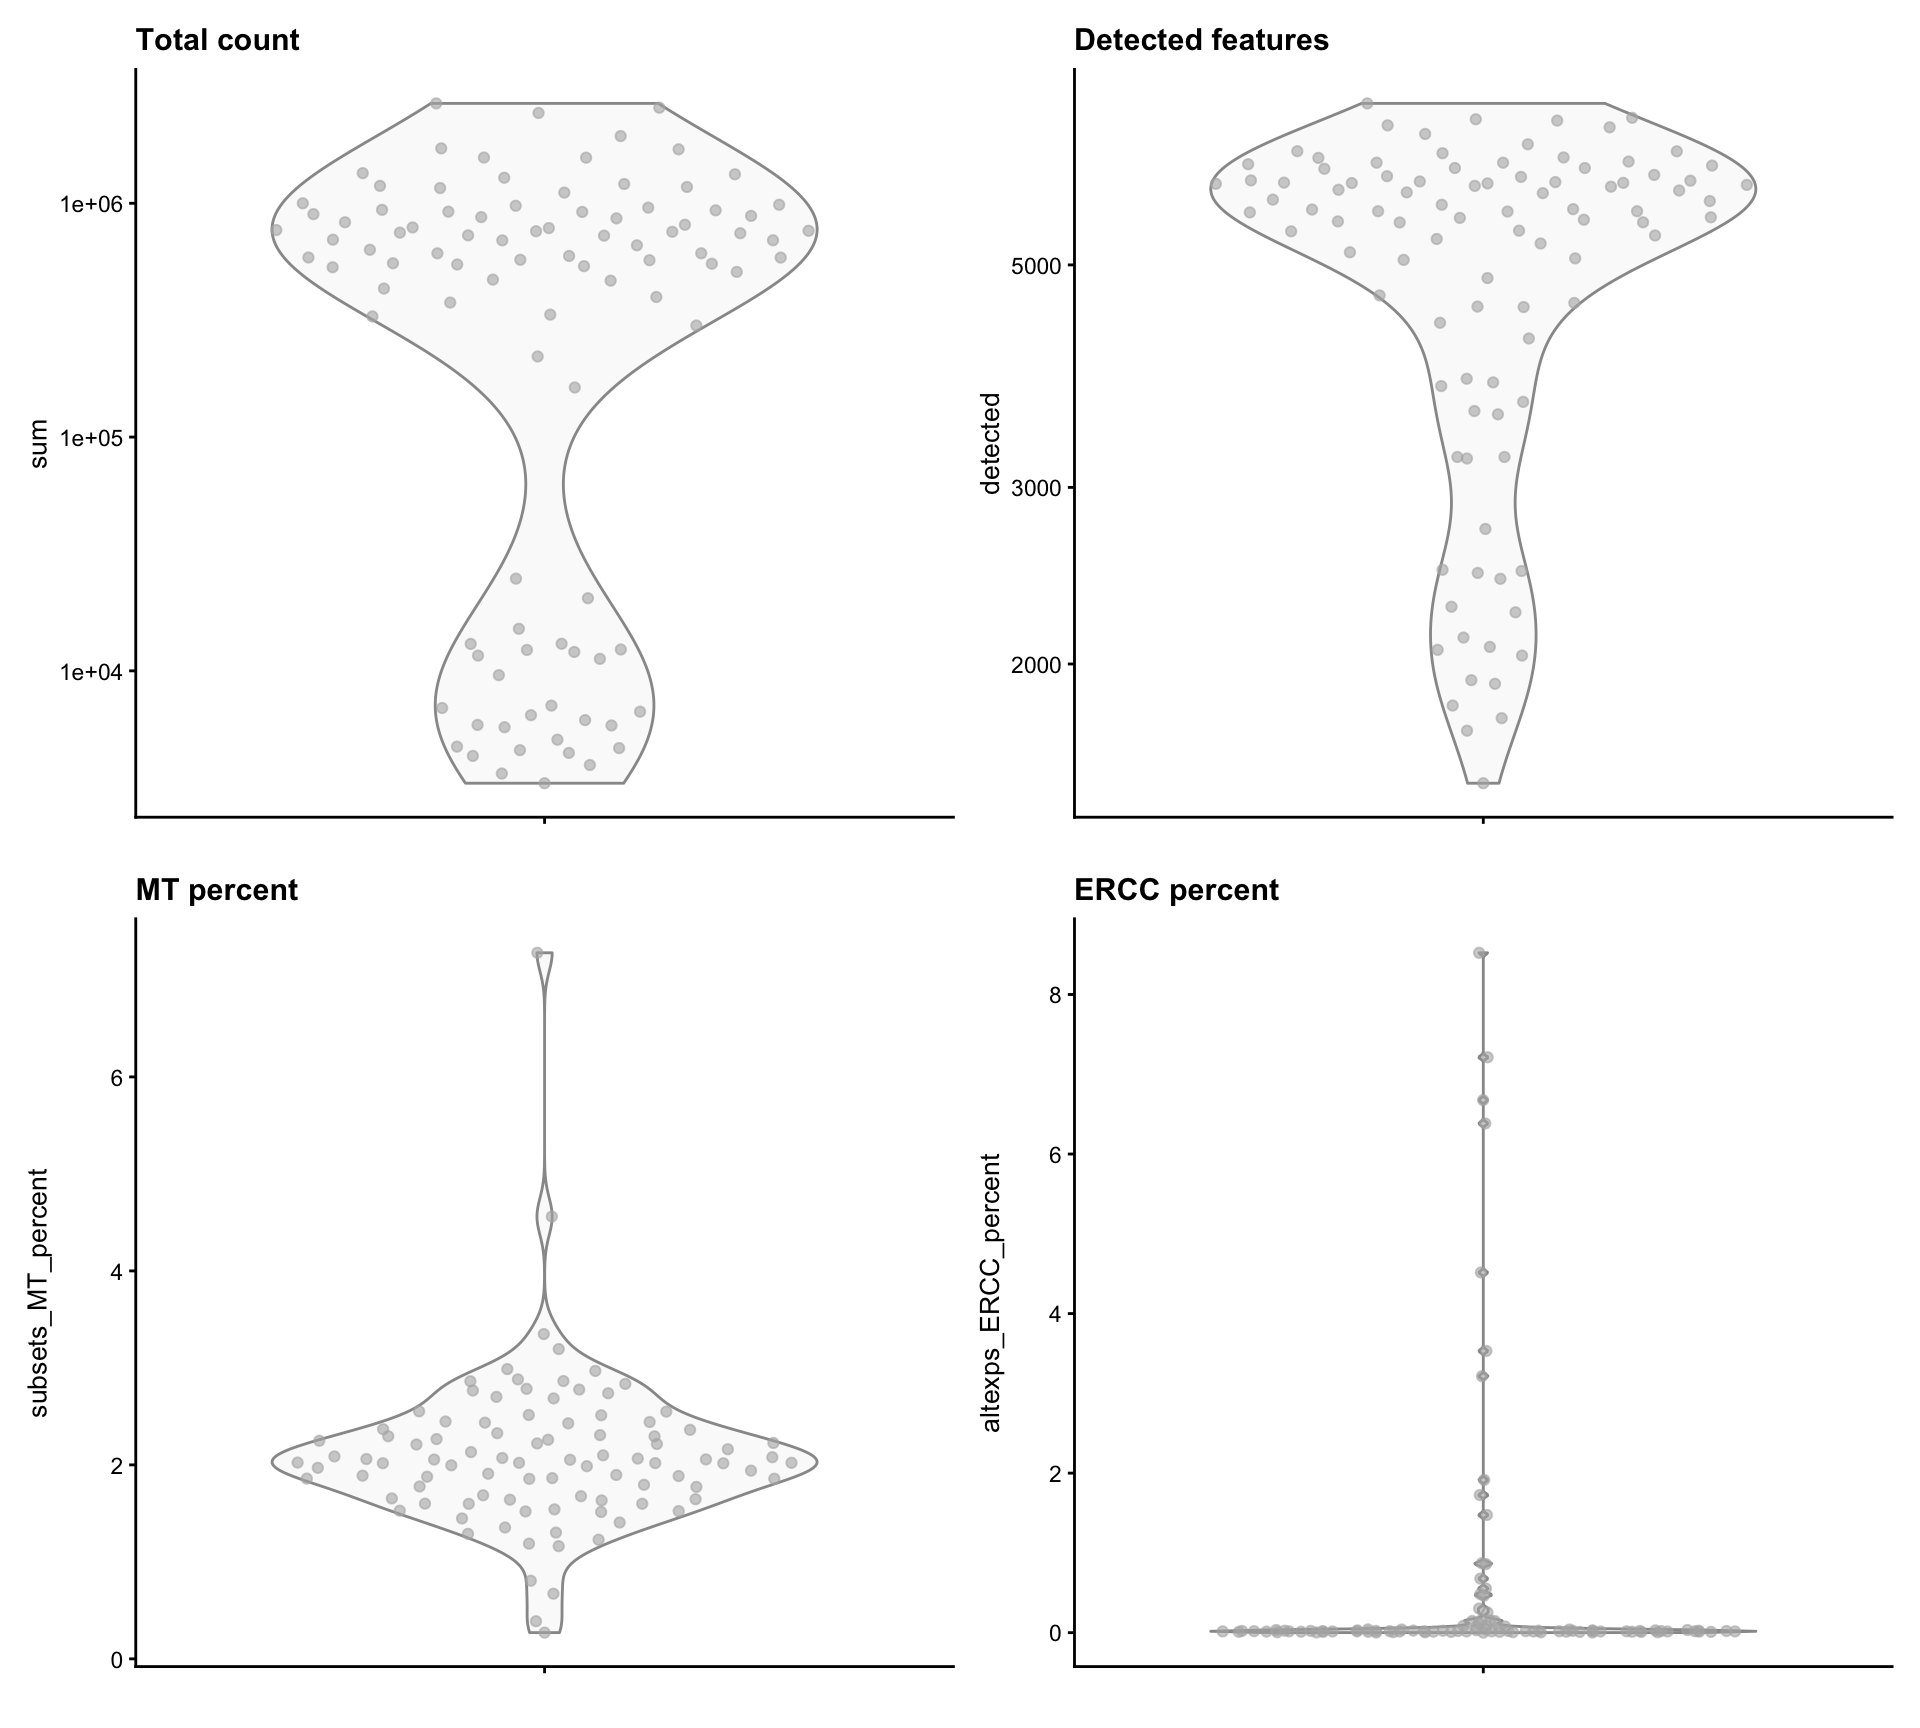 Total count
sum
1e+06
1e+05
1e+04
Detected features
detected
5000
3000
2000
MT percent
subsets_MT_percent
6
4
2
0
ERCC percent
altexps_ERCC_percent
8
6
4
2
0